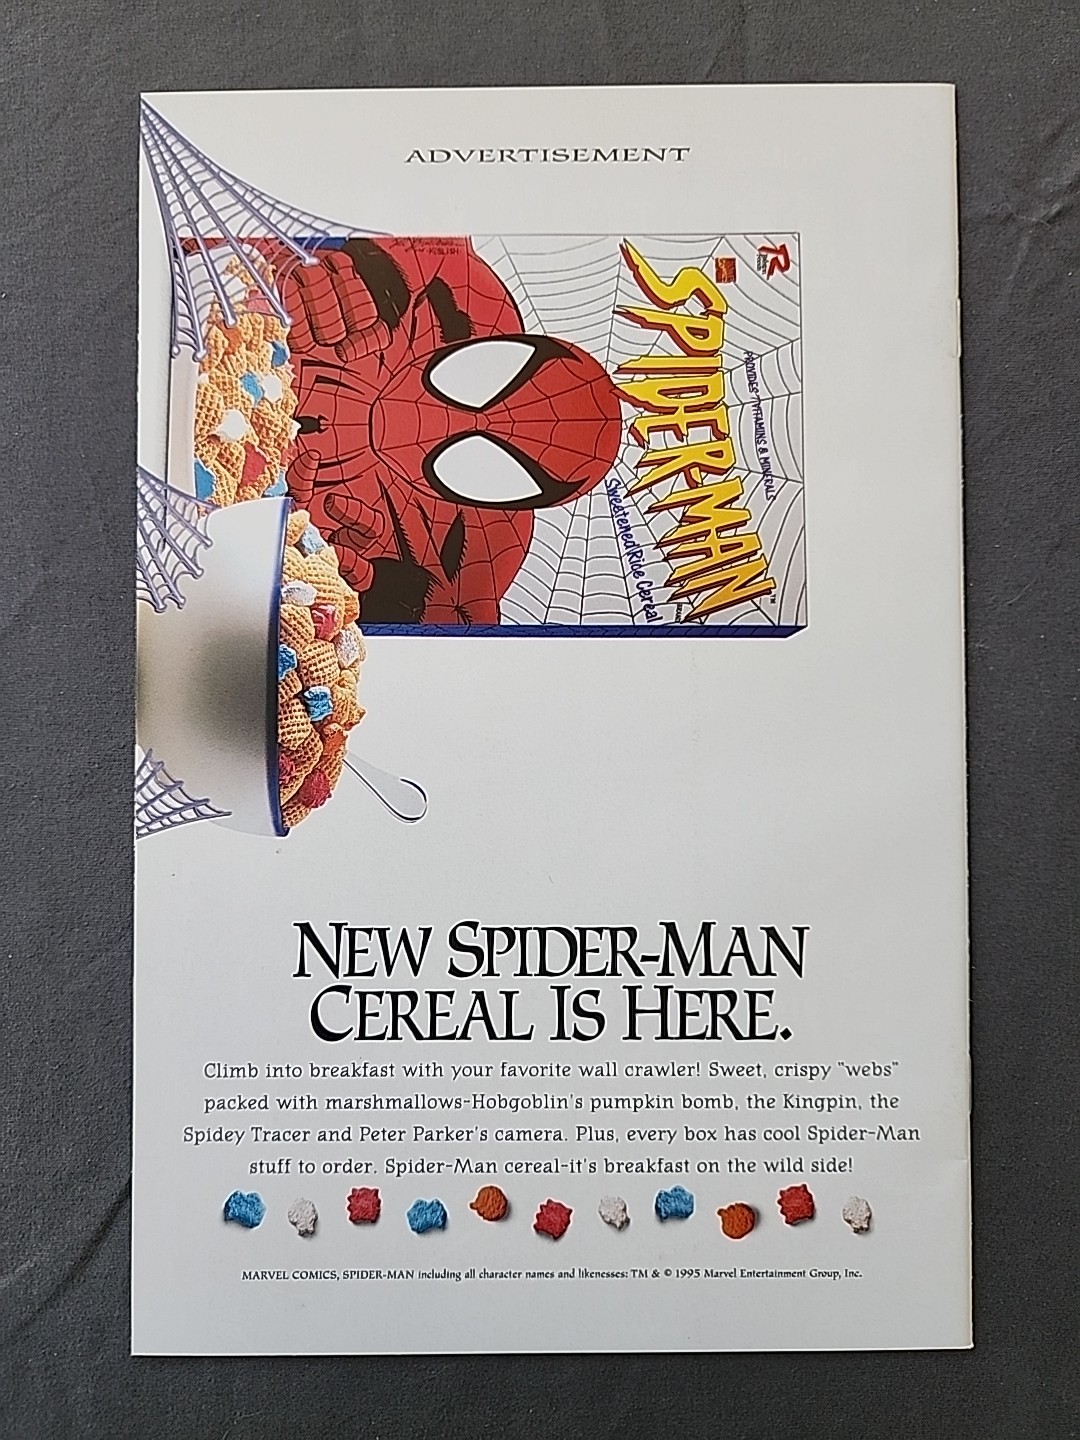 ADVERTISEMENT
SPIDER-MAN™
PROVIDES 7 VITAMINS & MINERALS
Sweetened Rice Cereal
NEW SPIDER-MAN
CEREAL IS HERE.
Climb into breakfast with your favorite wall crawler! Sweet, crispy "webs"
packed with marshmallows-Hobgoblin's pumpkin bomb, the Kingpin, the
Spidey Tracer and Peter Parker's camera. Plus, every box has cool Spider-Man
stuff to order. Spider-Man cereal-it's breakfast on the wild side!
MARVEL COMICS, SPIDER-MAN including all character names and likenesses: TM & © 1995 Marvel Entertainment Group, Inc.